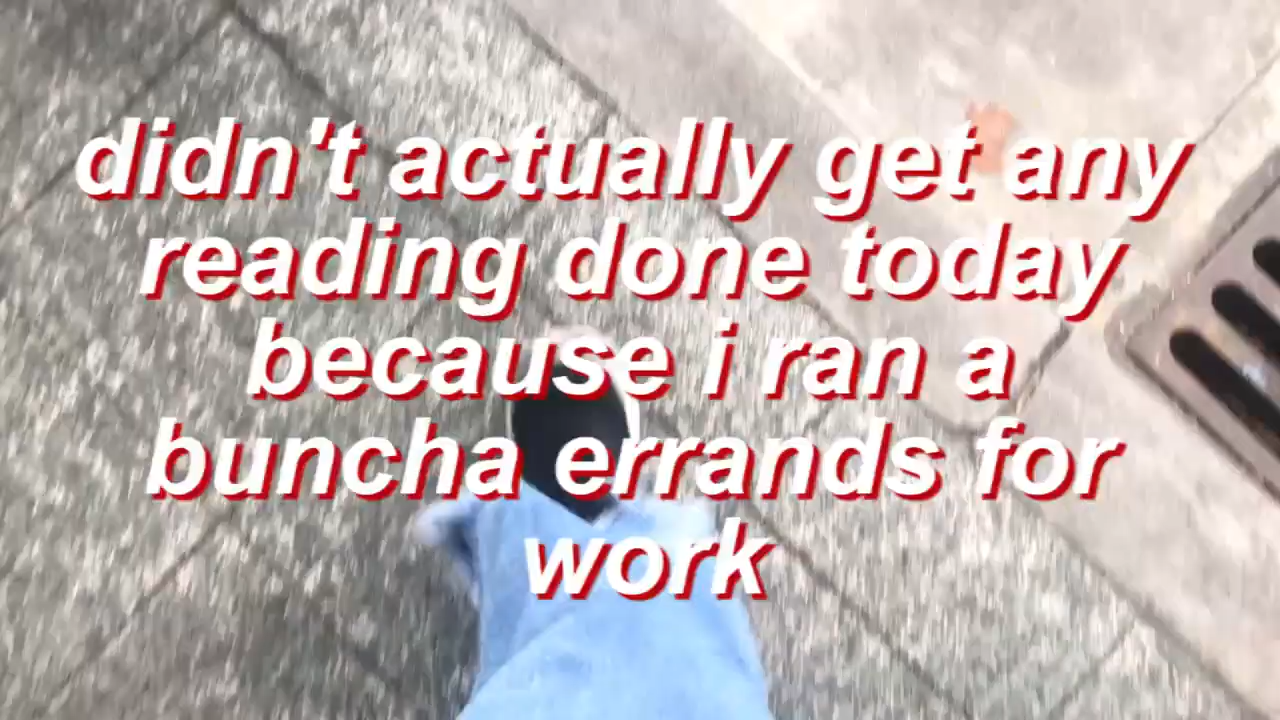 didn't actually get any
reading done today
because i ran a
buncha errands for
work